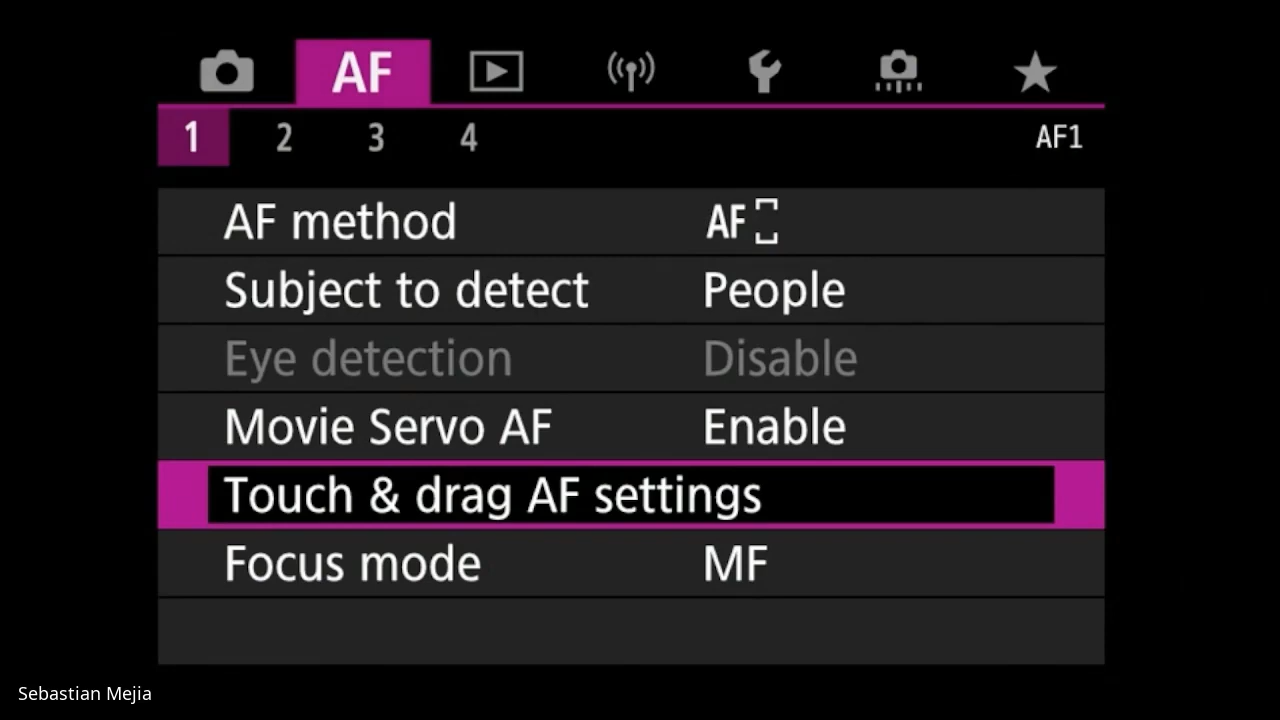 AF
1 2 3 4 AF1
AF method AF
Subject to detect People
Eye detection Disable
Movie Servo AF Enable
Touch & drag AF settings
Focus mode MF
Sebastian Mejia